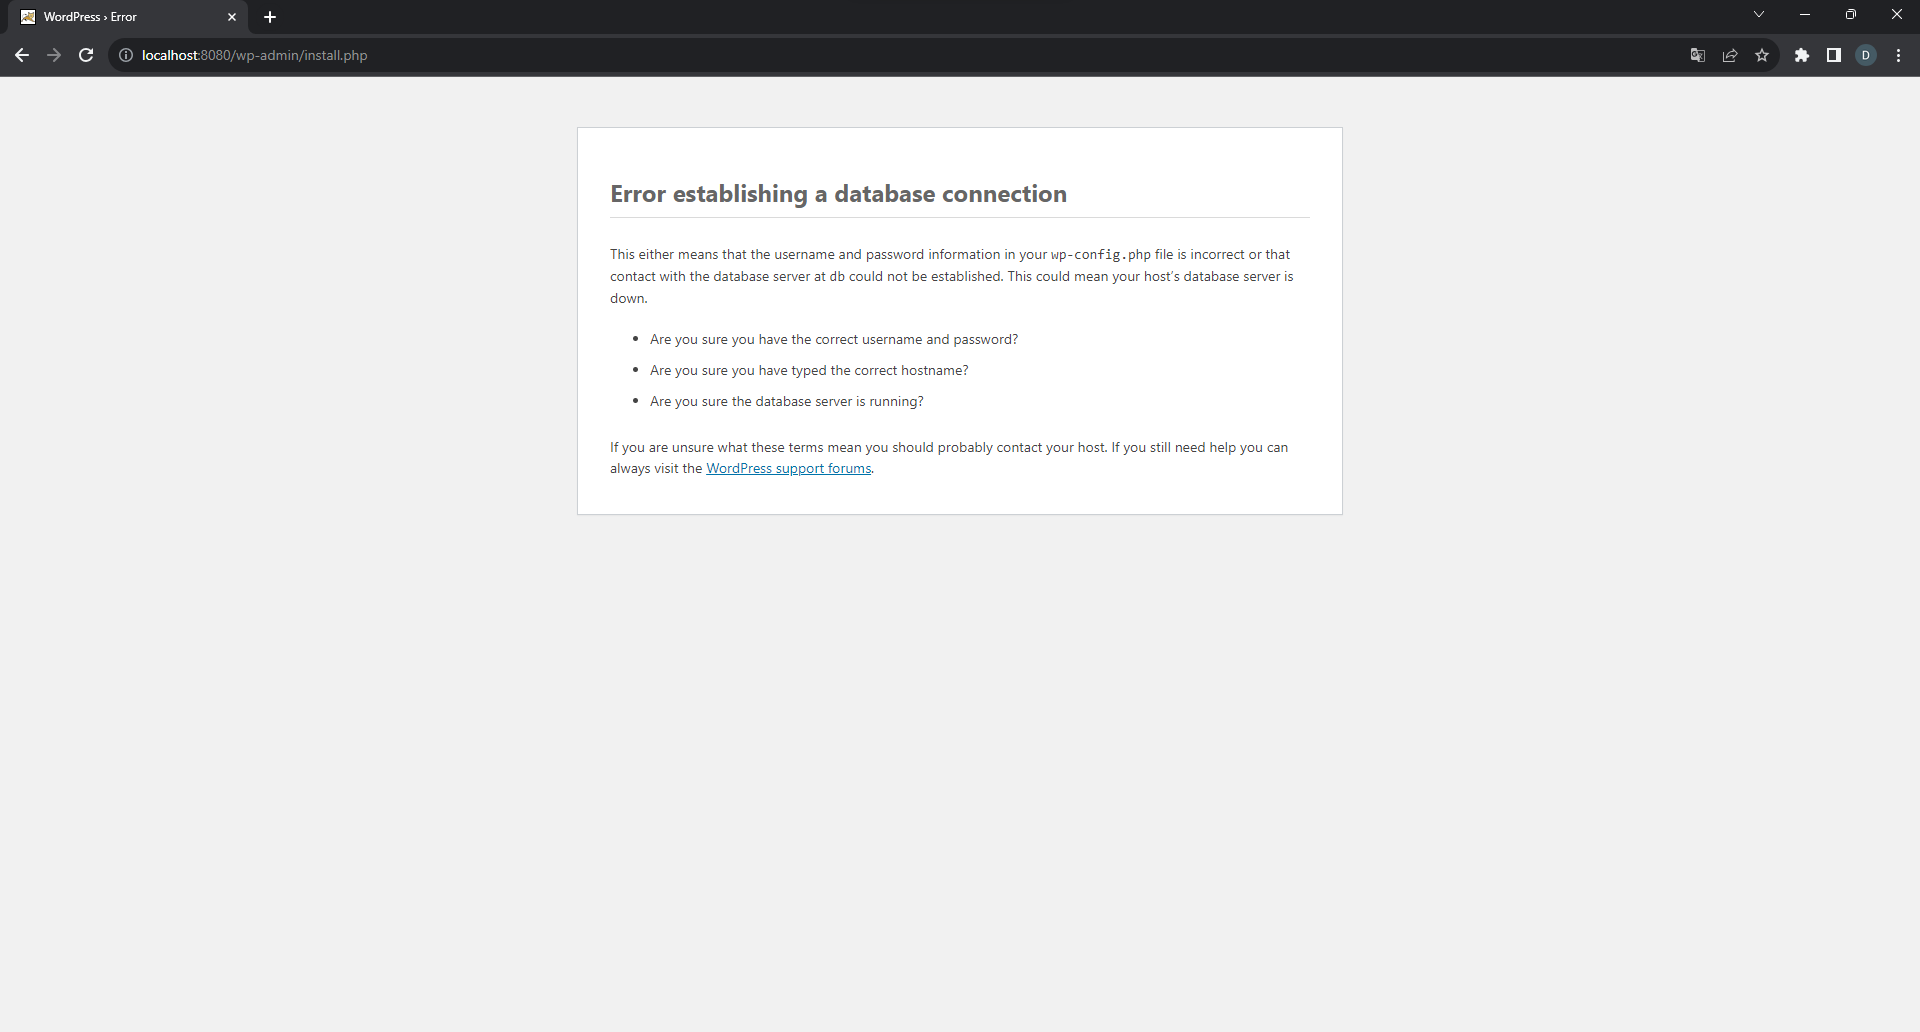 WordPress › Error
localhost:8080/wp-admin/install.php
D
Error establishing a database connection
This either means that the username and password information in your wp-config.php file is incorrect or that
contact with the database server at db could not be established. This could mean your host’s database server is
down.
• Are you sure you have the correct username and password?
• Are you sure you have typed the correct hostname?
• Are you sure the database server is running?
If you are unsure what these terms mean you should probably contact your host. If you still need help you can
always visit the WordPress support forums.